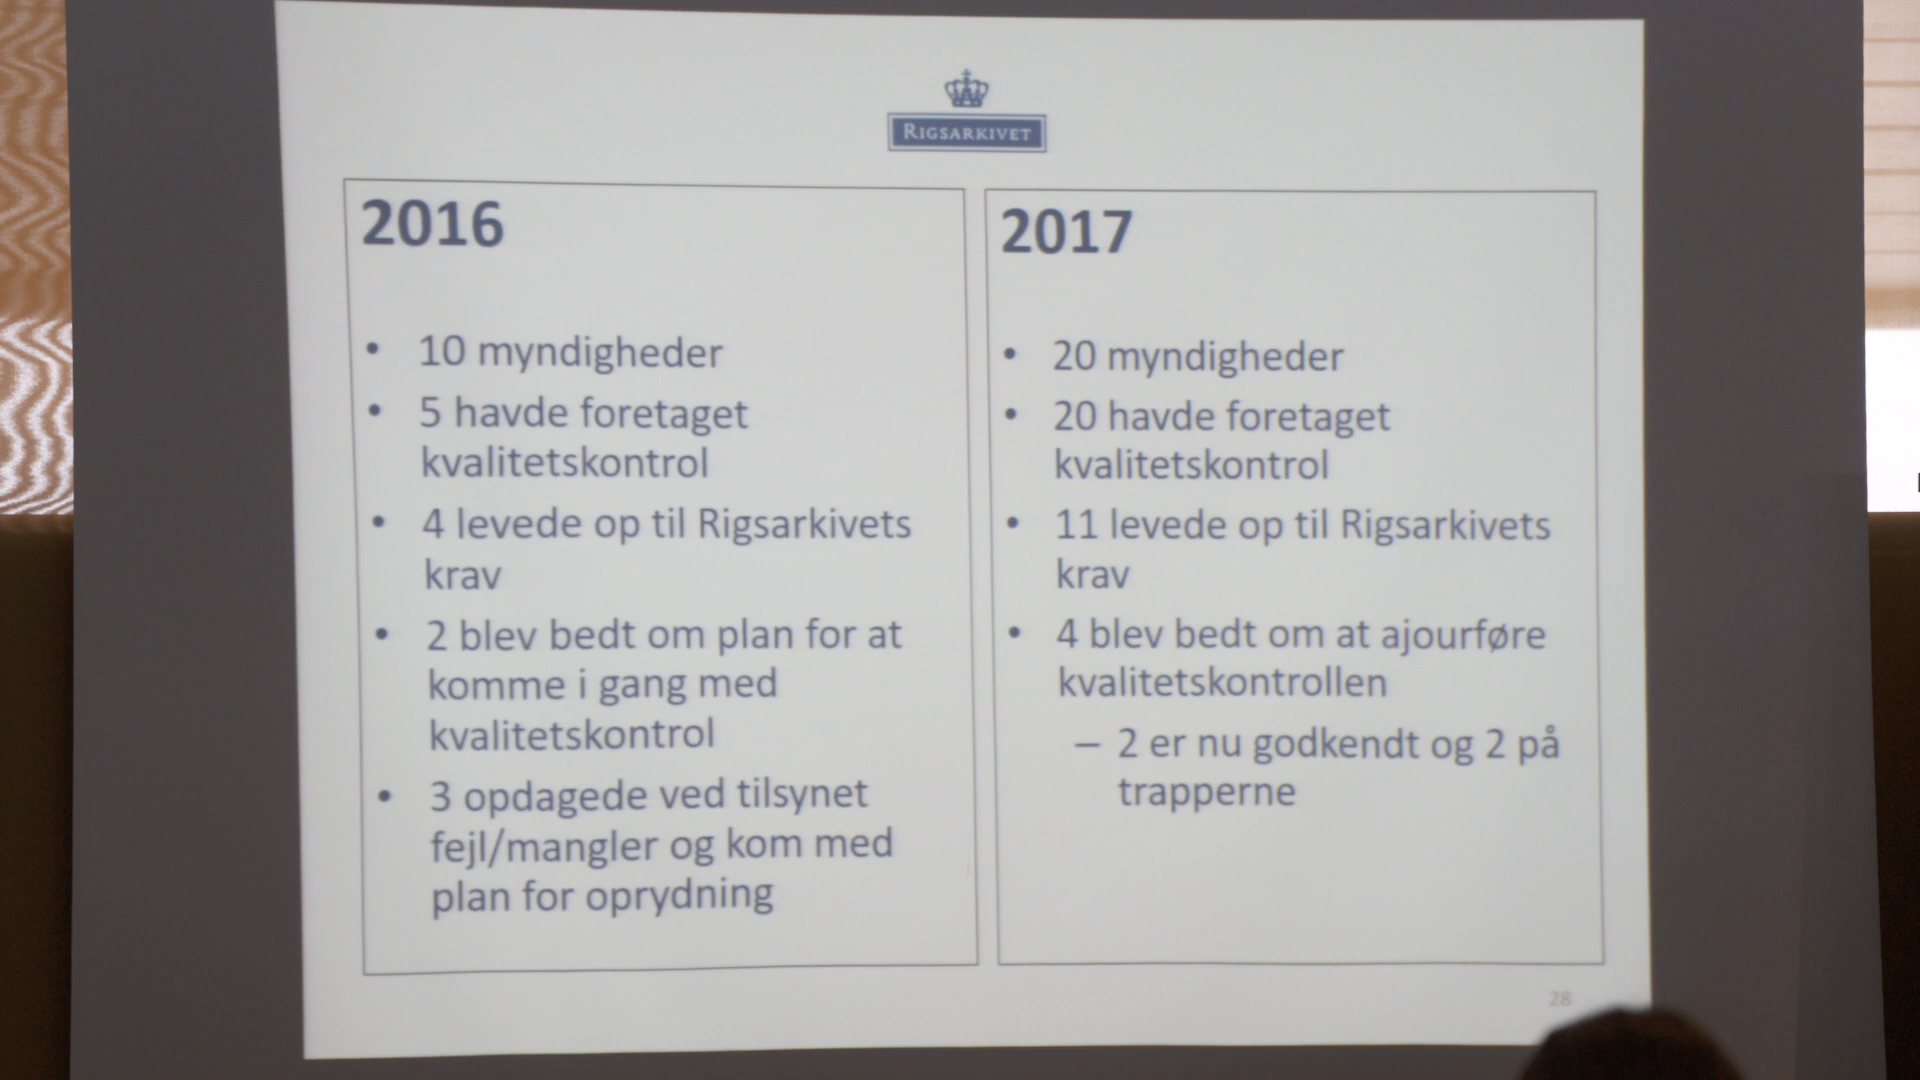 RIGSARKIVET
2016
• 10 myndigheder
• 5 havde foretaget
kvalitetskontrol
• 4 levede op til Rigsarkivets
krav
• 2 blev bedt om plan for at
komme i gang med
kvalitetskontrol
• 3 opdagede ved tilsynet
fejl/mangler og kom med
plan for oprydning
2017
• 20 myndigheder
• 20 havde foretaget
kvalitetskontrol
• 11 levede op til Rigsarkivets
krav
• 4 blev bedt om at ajourføre
kvalitetskontrollen
– 2 er nu godkendt og 2 på
trapperne
28